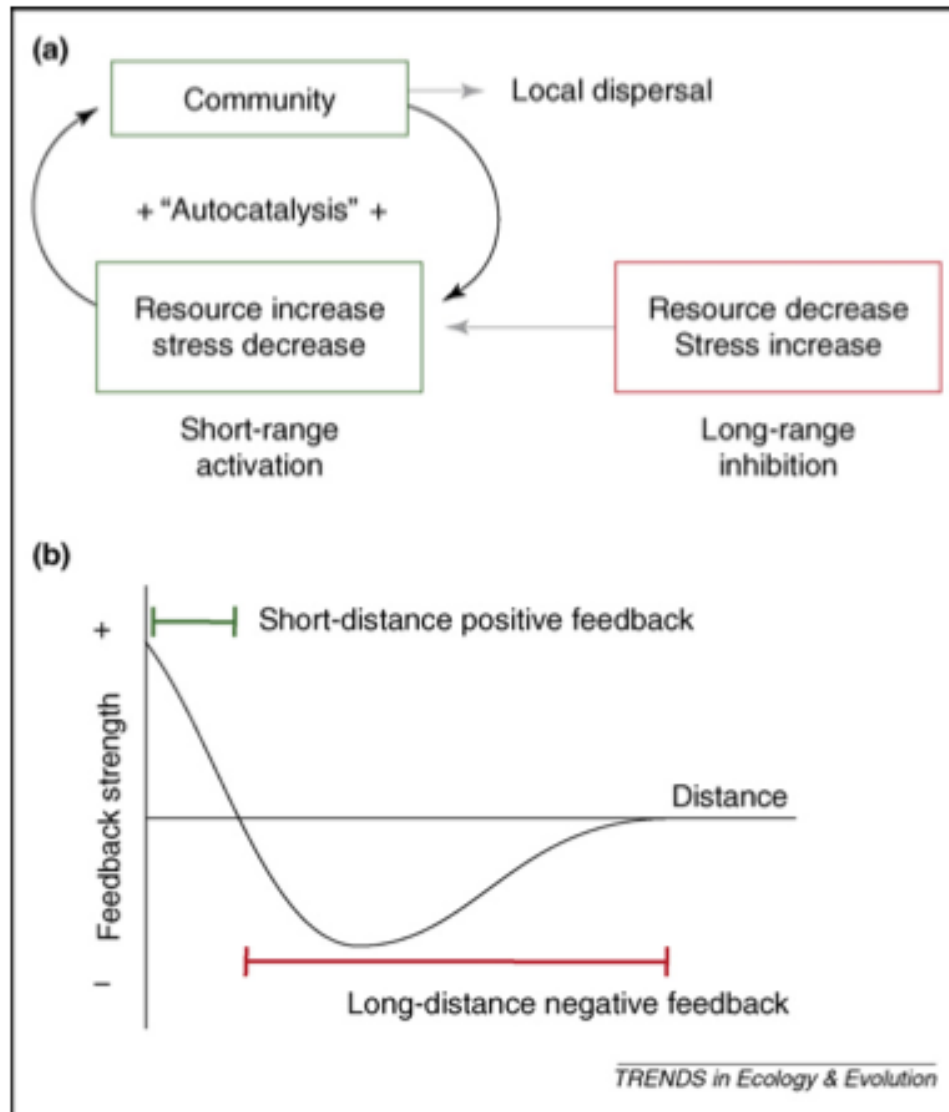 (a)
Community
Local dispersal
+ "Autocatalysis" +
Resource increase
stress decrease
Resource decrease
Stress increase
Short-range
activation
Long-range
inhibition
(b)
+
Short-distance positive feedback
Feedback strength
Distance
–
Long-distance negative feedback
TRENDS in Ecology & Evolution